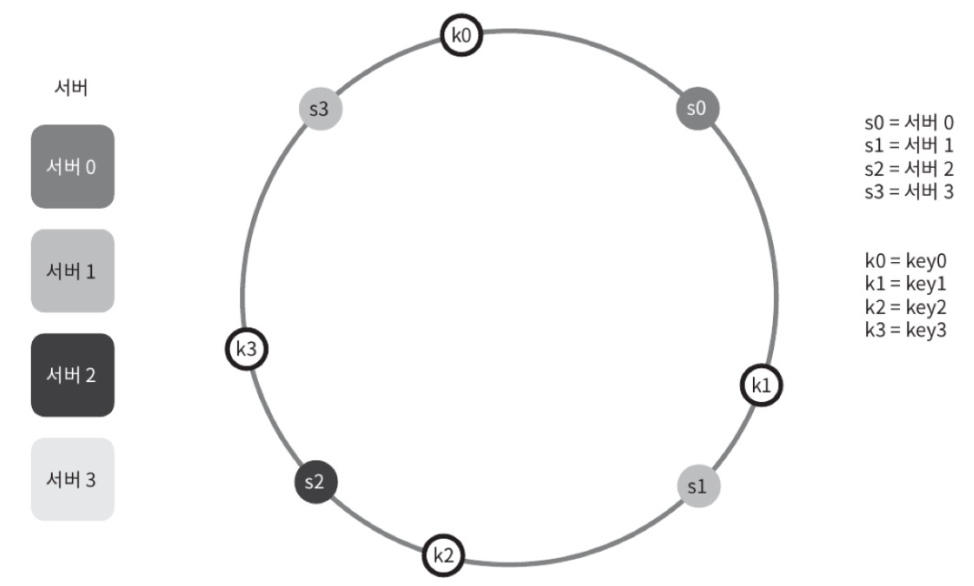 서버
서버 0
서버 1
서버 2
서버 3
k0
s3
s0
k3
k1
s2
s1
k2
s0 = 서버 0
s1 = 서버 1
s2 = 서버 2
s3 = 서버 3
k0 = key0
k1 = key1
k2 = key2
k3 = key3